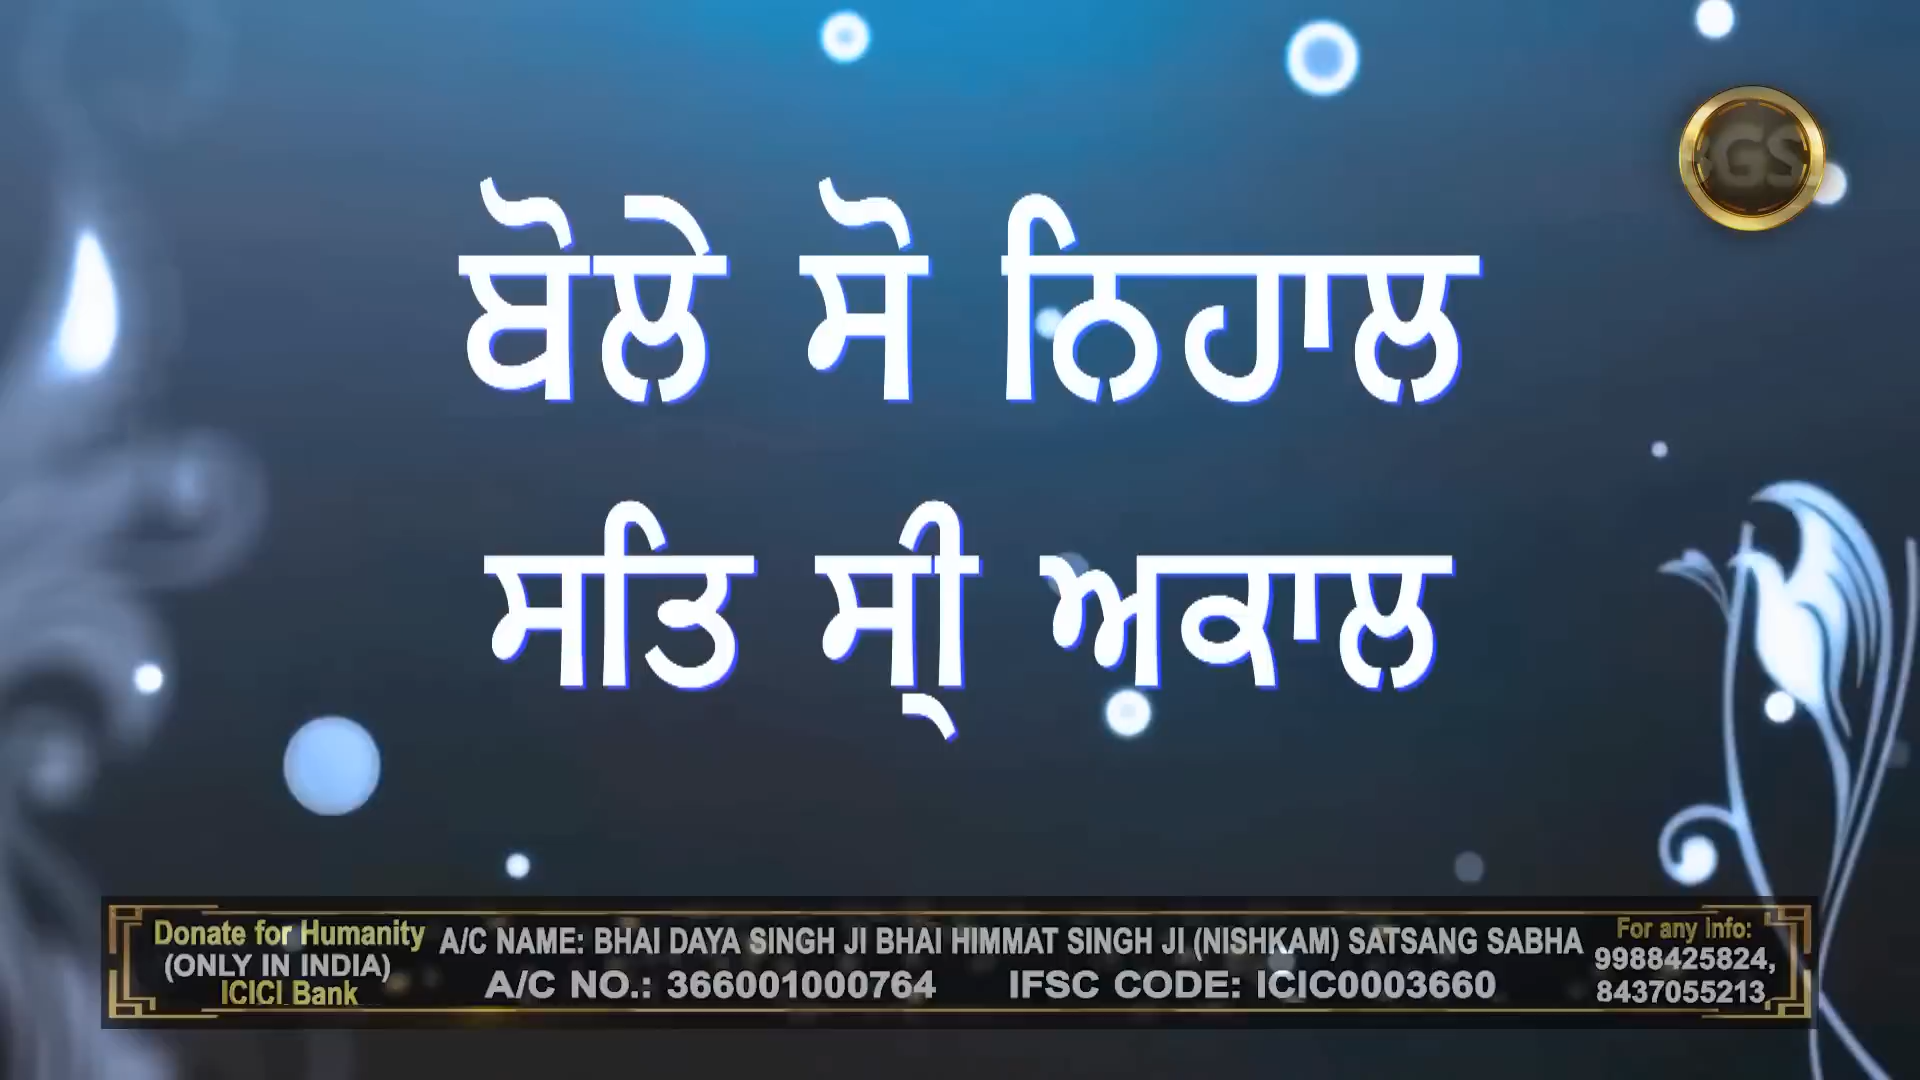 ਬੋਲੇ ਸੋ ਨਿਹਾਲ
ਸਤਿ ਸ੍ਰੀ ਅਕਾਲ
Donate for Humanity
(ONLY IN INDIA)
ICICI Bank
A/C NAME: BHAI DAYA SINGH JI BHAI HIMMAT SINGH JI (NISHKAM) SATSANG SABHA
A/C NO.: 366001000764 IFSC CODE: ICIC0003660
For any info:
9988425824,
8437055213